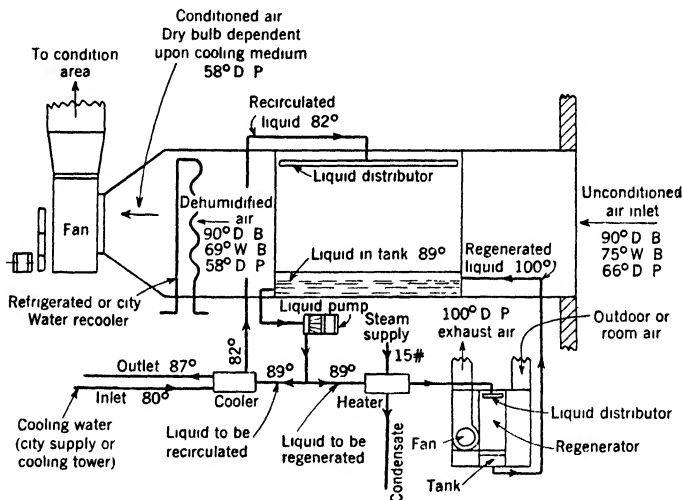 Conditioned air
Dry bulb dependent
upon cooling medium
58° D P
To condition
area
Recirculated
liquid 82°
Liquid distributor
Fan
Dehumidified
air
90° D B
69° W B
58° D P
Unconditioned
air inlet
90° D B
75° W B
66° D P
Liquid in tank 89°
Regenerated
liquid 100°
Refrigerated or city
Water recooler
Liquid pump
Steam
supply
15#
100° D P
exhaust air
Outdoor or
room air
82°
Outlet 87°
Inlet 80°
Cooler
89°
89°
Heater
Cooling water
(city supply or
cooling tower)
Liquid to be
recirculated
Liquid to be
regenerated
Condensate
Fan
Tank
Liquid distributor
Regenerator